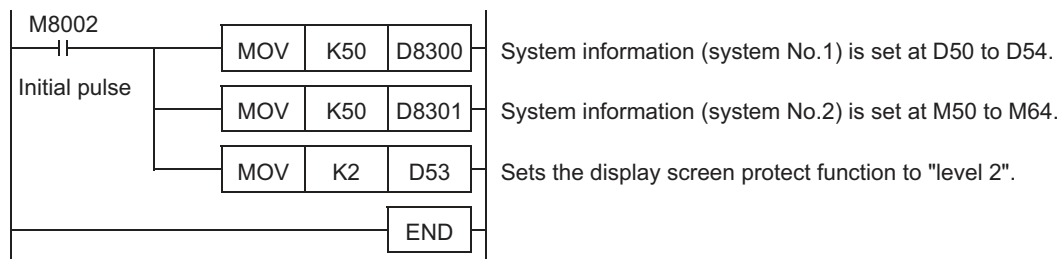 M8002
MOV K50 D8300 System information (system No.1) is set at D50 to D54.
Initial pulse
MOV K50 D8301 System information (system No.2) is set at M50 to M64.
MOV K2 D53 Sets the display screen protect function to "level 2".
END